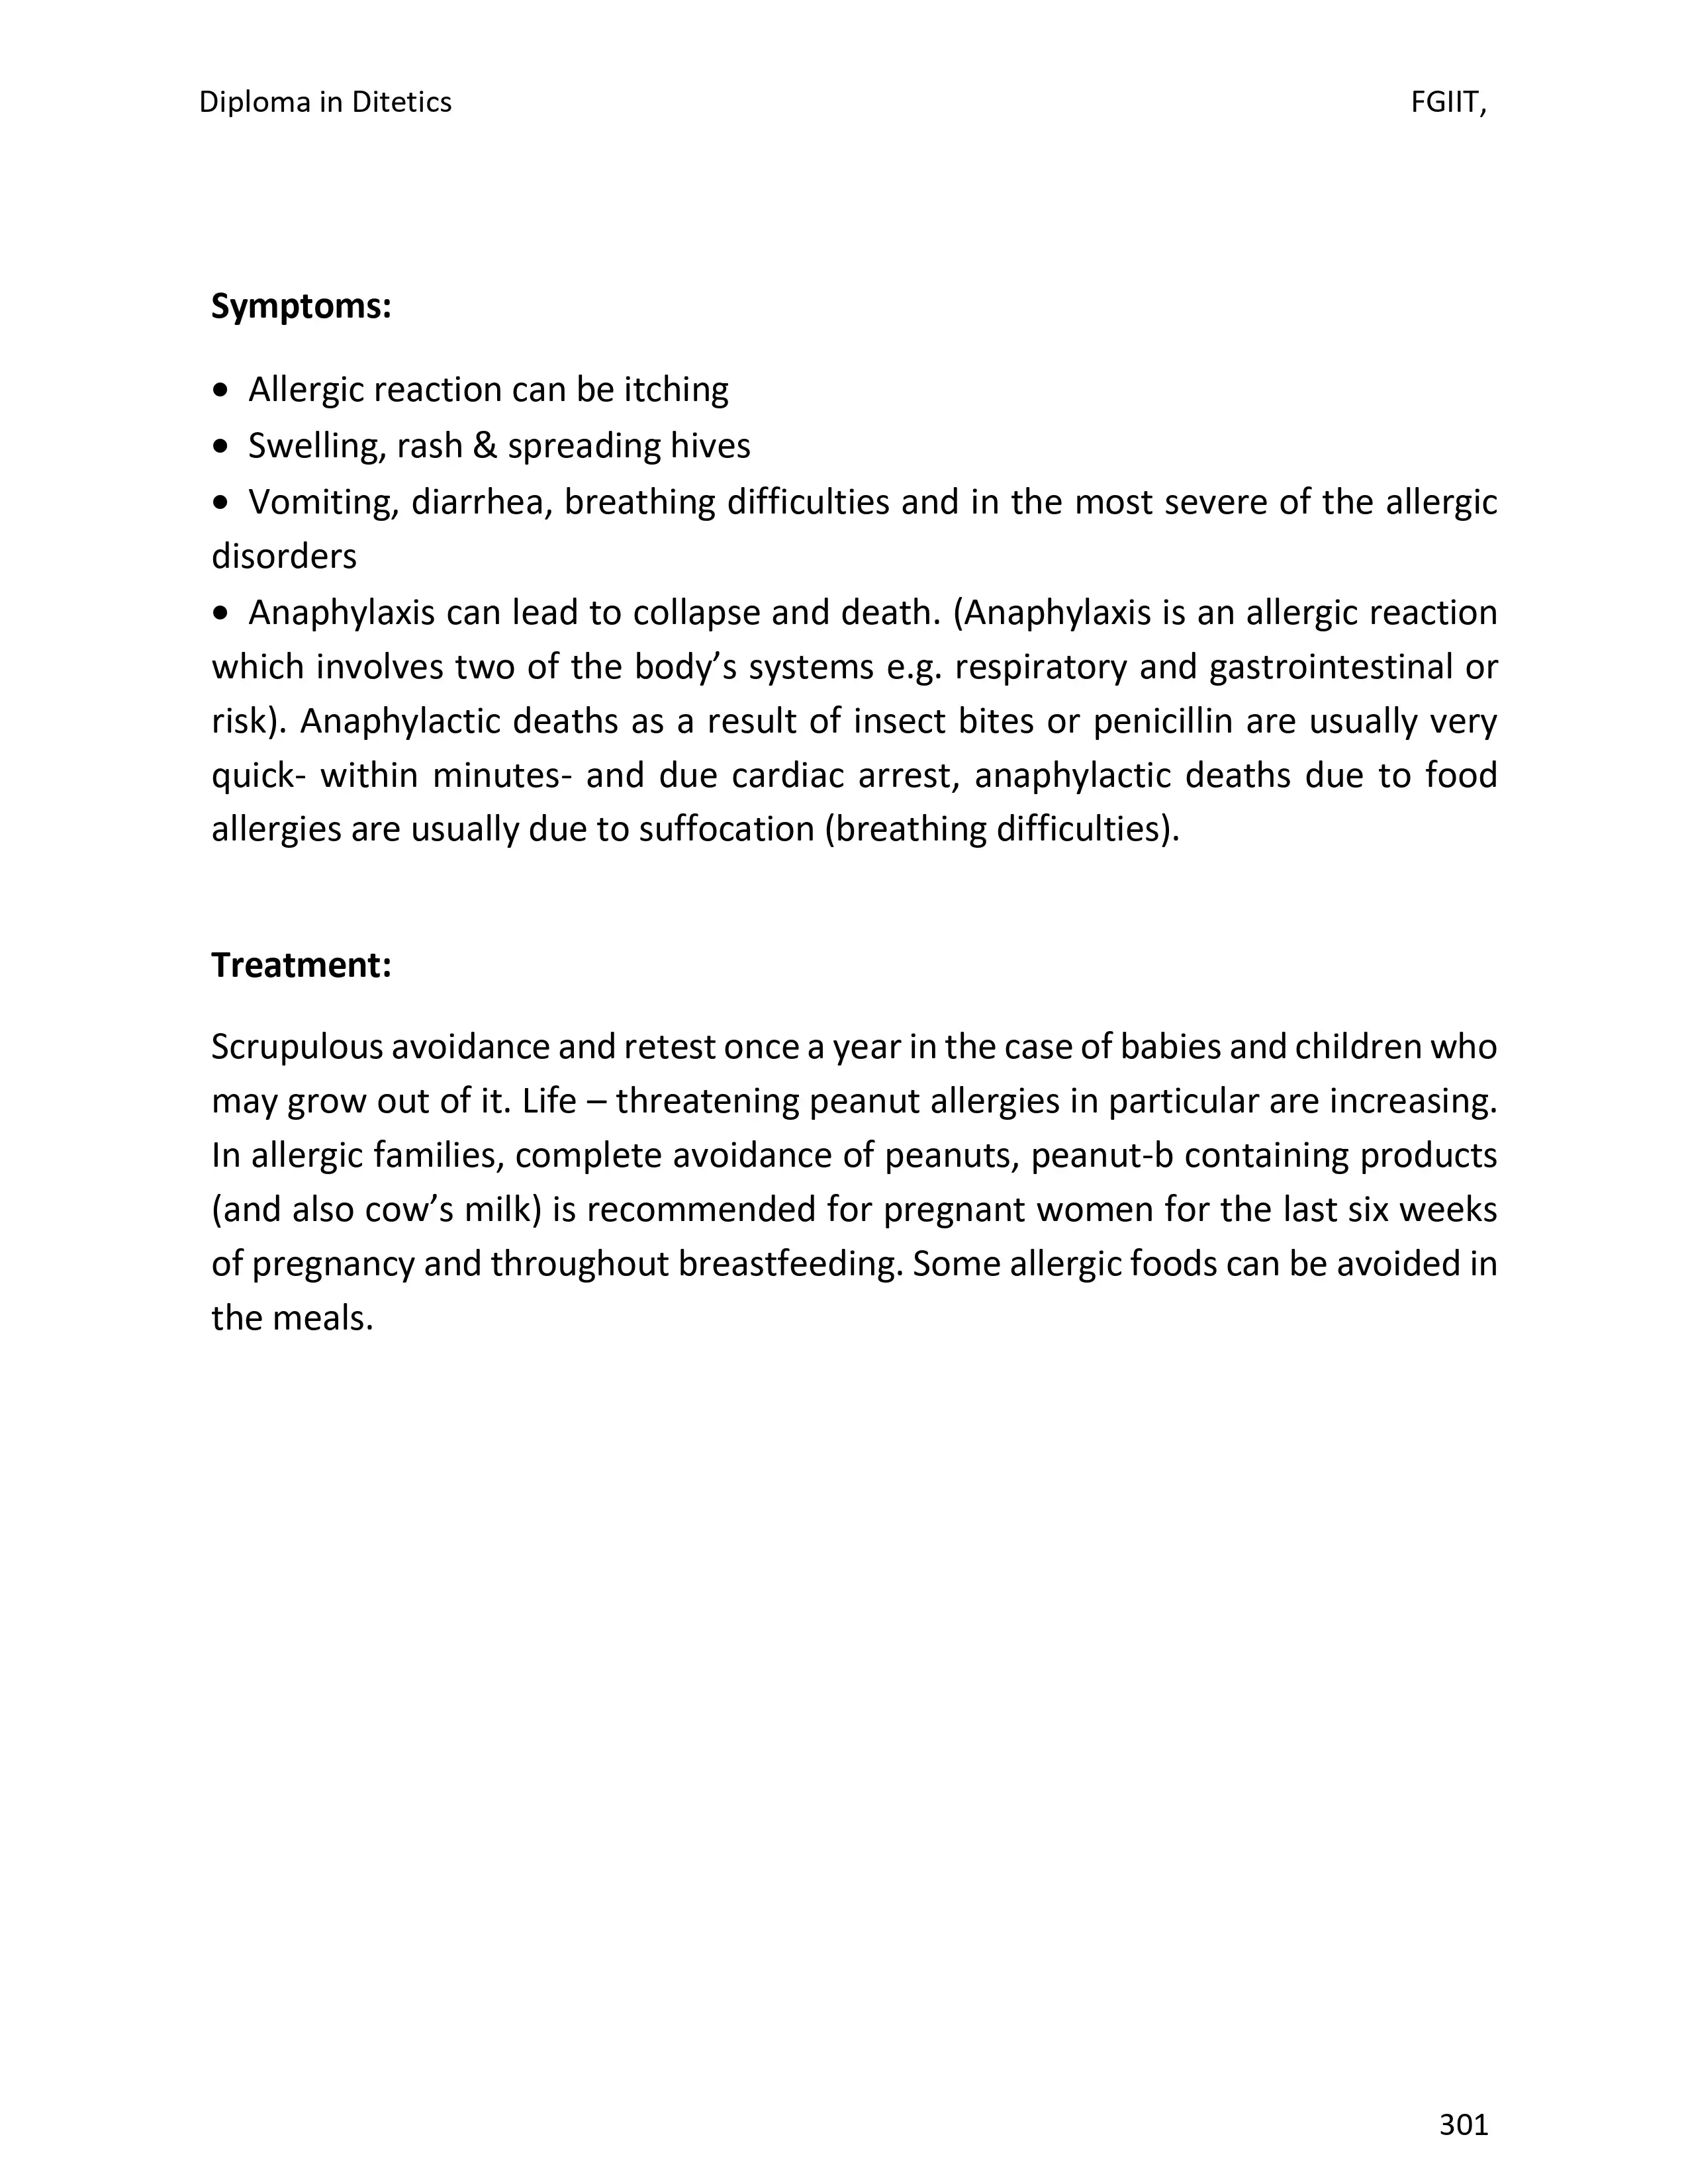 Diploma in Ditetics FGIIT,
Symptoms:
• Allergic reaction can be itching
• Swelling, rash & spreading hives
• Vomiting, diarrhea, breathing difficulties and in the most severe of the allergic
disorders
• Anaphylaxis can lead to collapse and death. (Anaphylaxis is an allergic reaction
which involves two of the body’s systems e.g. respiratory and gastrointestinal or
risk). Anaphylactic deaths as a result of insect bites or penicillin are usually very
quick- within minutes- and due cardiac arrest, anaphylactic deaths due to food
allergies are usually due to suffocation (breathing difficulties).
Treatment:
Scrupulous avoidance and retest once a year in the case of babies and children who
may grow out of it. Life – threatening peanut allergies in particular are increasing.
In allergic families, complete avoidance of peanuts, peanut-b containing products
(and also cow’s milk) is recommended for pregnant women for the last six weeks
of pregnancy and throughout breastfeeding. Some allergic foods can be avoided in
the meals.
301